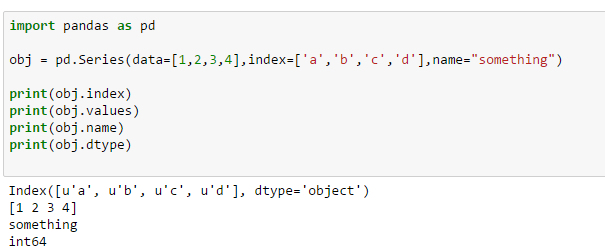 import pandas as pd
obj = pd.Series(data=[1,2,3,4],index=['a','b','c','d'],name="something")
print(obj.index)
print(obj.values)
print(obj.name)
print(obj.dtype)
Index([u'a', u'b', u'c', u'd'], dtype='object')
[1 2 3 4]
something
int64